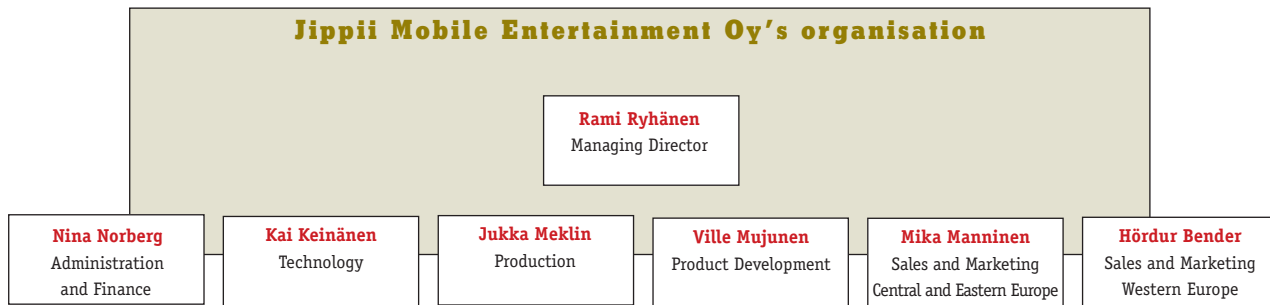 Jippii Mobile Entertainment Oy's organisation
Rami Ryhänen
Managing Director
Nina Norberg
Administration
and Finance
Kai Keinänen
Technology
Jukka Meklin
Production
Ville Mujunen
Product Development
Mika Manninen
Sales and Marketing
Central and Eastern Europe
Hördur Bender
Sales and Marketing
Western Europe